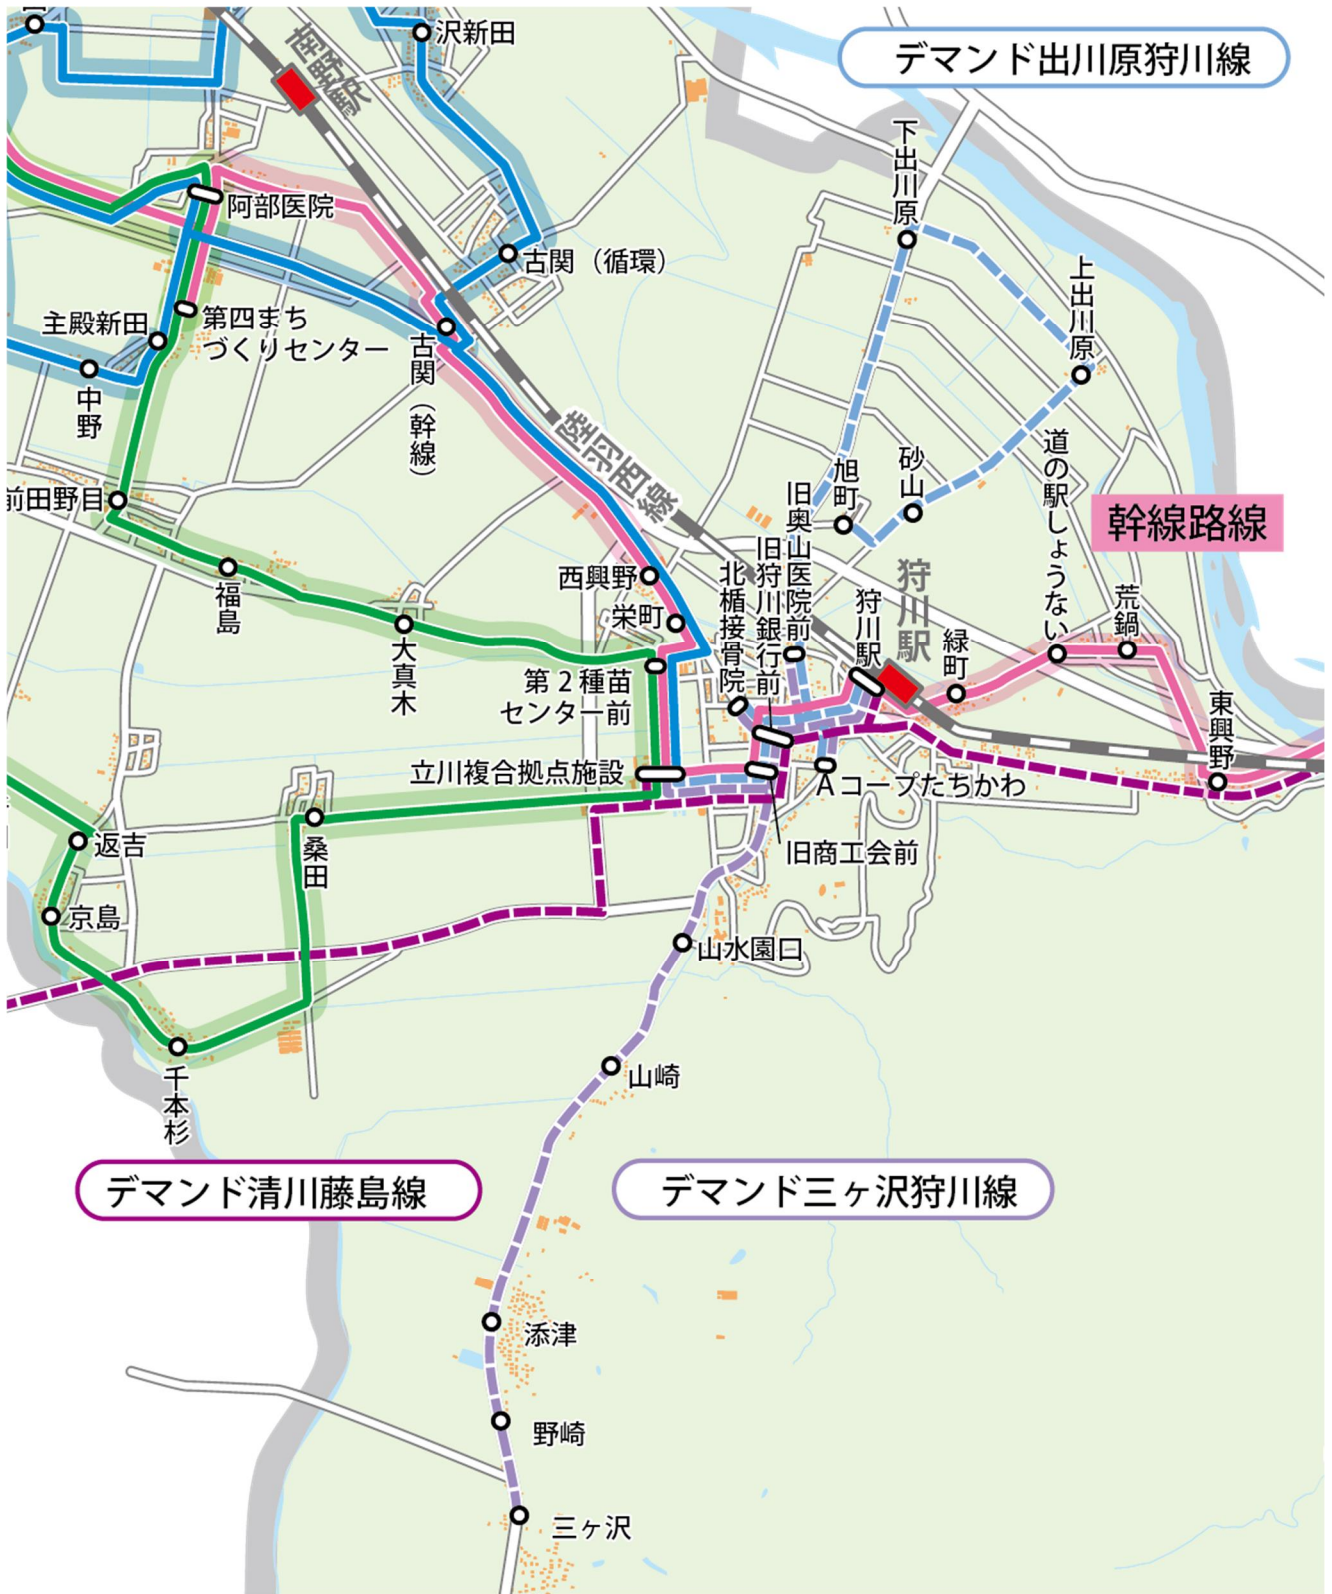 沢新田
南野駅
デマンド出川原狩川線
下出川原
阿部医院
古関（循環）
上出川原
第四まち
づくりセンター
主殿新田
中野
古関（幹線）
陸羽西線
道の駅しょうない
砂山
旭町
旧奥山医院前
幹線路線
前田野目
旧狩川銀行前
北楯接骨院
西興野
狩川駅
狩川駅
荒鍋
福島
栄町
緑町
大真木
第２種苗
センター前
東興野
立川複合拠点施設
Ａコープたちかわ
返吉
桑田
旧商工会前
京島
山水園口
山崎
千本杉
デマンド清川藤島線
デマンド三ヶ沢狩川線
添津
野崎
三ヶ沢